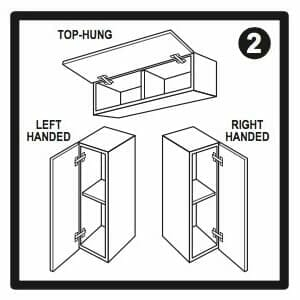 TOP-HUNG
2
LEFT
HANDED
RIGHT
HANDED